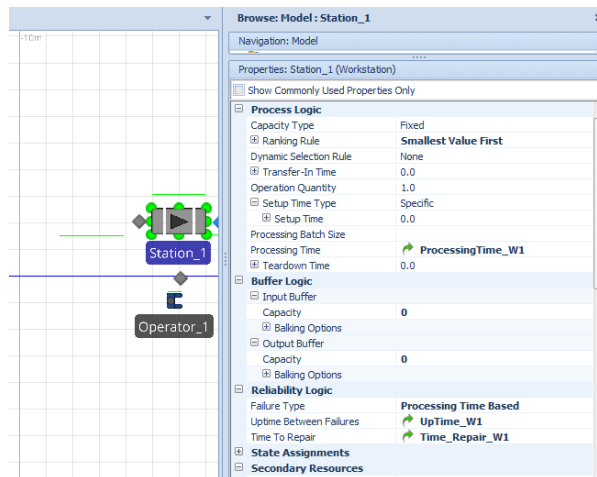 Browse: Model : Station_1
Navigation: Model
Properties: Station_1 (Workstation)
Show Commonly Used Properties Only
Process Logic
Capacity Type Fixed
Ranking Rule Smallest Value First
Dynamic Selection Rule None
Transfer-In Time 0.0
Operation Quantity 1.0
Setup Time Type Specific
Setup Time 0.0
Processing Batch Size
Processing Time ProcessingTime_W1
Teardown Time 0.0
Buffer Logic
Input Buffer
Capacity 0
Balking Options
Output Buffer
Capacity 0
Balking Options
Reliability Logic
Failure Type Processing Time Based
Uptime Between Failures UpTime_W1
Time To Repair Time_Repair_W1
State Assignments
Secondary Resources
-10m
Station_1
Operator_1